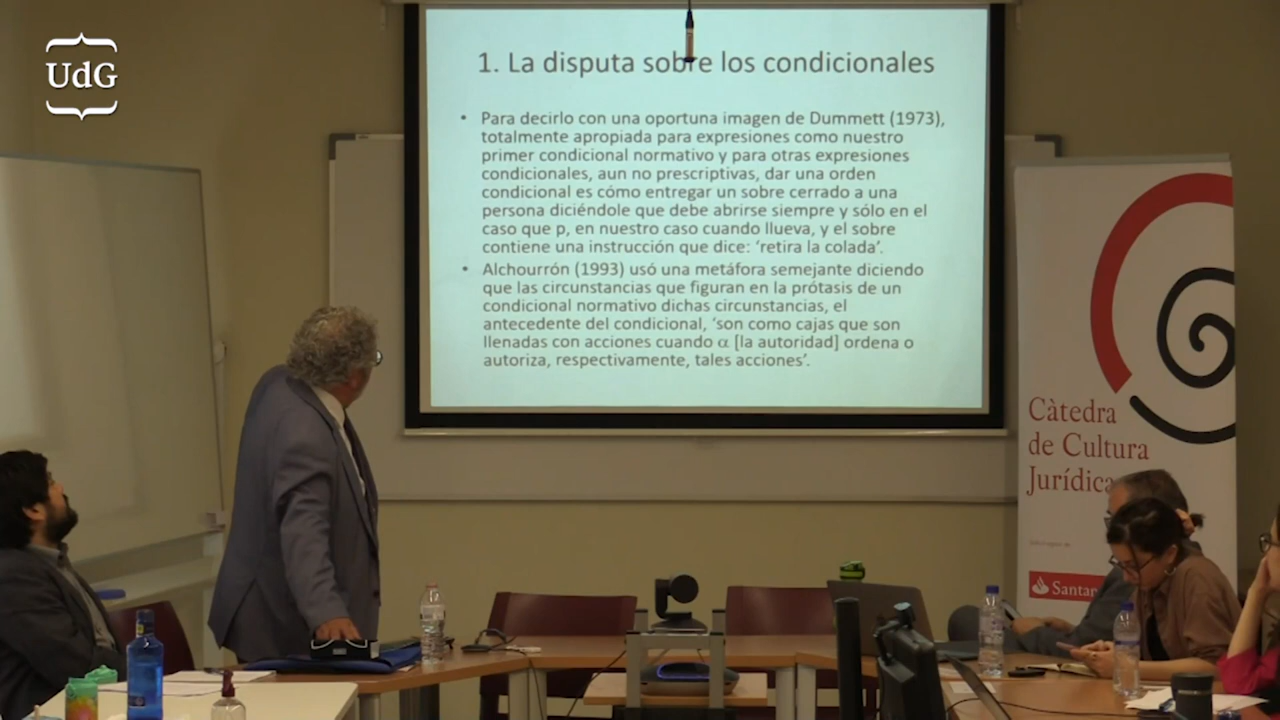 UdG
1. La disputa sobre los condicionales
• Para decirlo con una oportuna imagen de Dummett (1973),
totalmente apropiada para expresiones como nuestro
primer condicional normativo y para otras expresiones
condicionales, aun no prescriptivas, dar una orden
condicional es cómo entregar un sobre cerrado a una
persona diciéndole que debe abrirse siempre y sólo en el
caso que p, en nuestro caso cuando llueva, y el sobre
contiene una instrucción que dice: ‘retira la colada’.
• Alchourrón (1993) usó una metáfora semejante diciendo
que las circunstancias que figuran en la prótasis de un
condicional normativo dichas circunstancias, el
antecedente del condicional, ‘son como cajas que son
llenadas con acciones cuando α [la autoridad] ordena o
autoriza, respectivamente, tales acciones’.
Càtedra
de Cultura
Jurídica
Santar